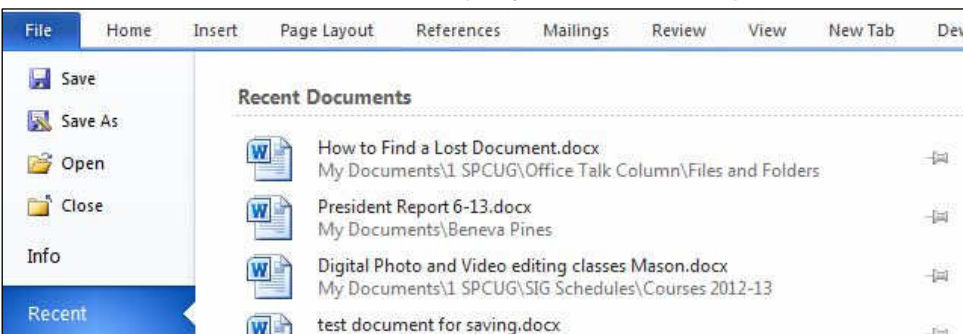 File Home Insert Page Layout References Mailings Review View New Tab
Save
Save As
Open
Close
Info
Recent
Recent Documents
How to Find a Lost Document.docx
My Documents\1 SPCUG\Office Talk Column\Files and Folders
President Report 6-13.docx
My Documents\Beneva Pines
Digital Photo and Video editing classes Mason.docx
My Documents\1 SPCUG\SIG Schedules\Courses 2012-13
test document for saving.docx